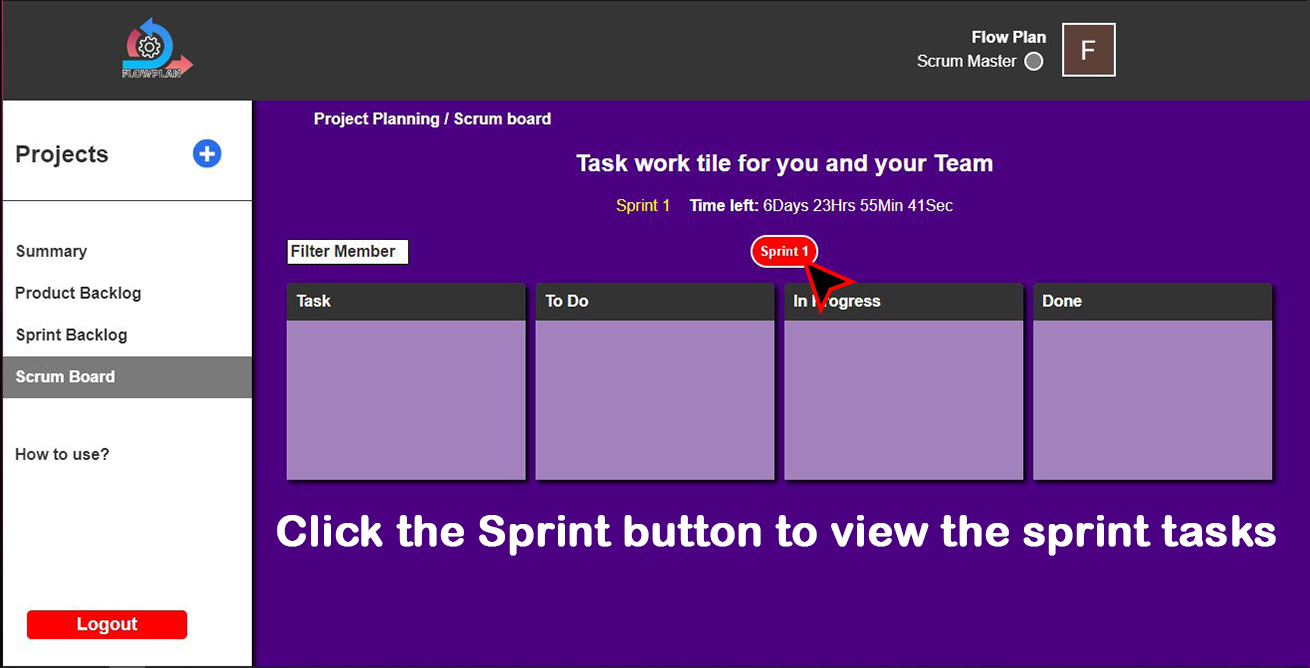 FLOWPLAN
Flow Plan
Scrum Master
F
Projects
Project Planning / Scrum board
Task work tile for you and your Team
Sprint 1 Time left: 6Days 23Hrs 55Min 41Sec
Summary
Filter Member
Sprint 1
Product Backlog
Task
To Do
In Progress
Done
Sprint Backlog
Scrum Board
How to use?
Click the Sprint button to view the sprint tasks
Logout